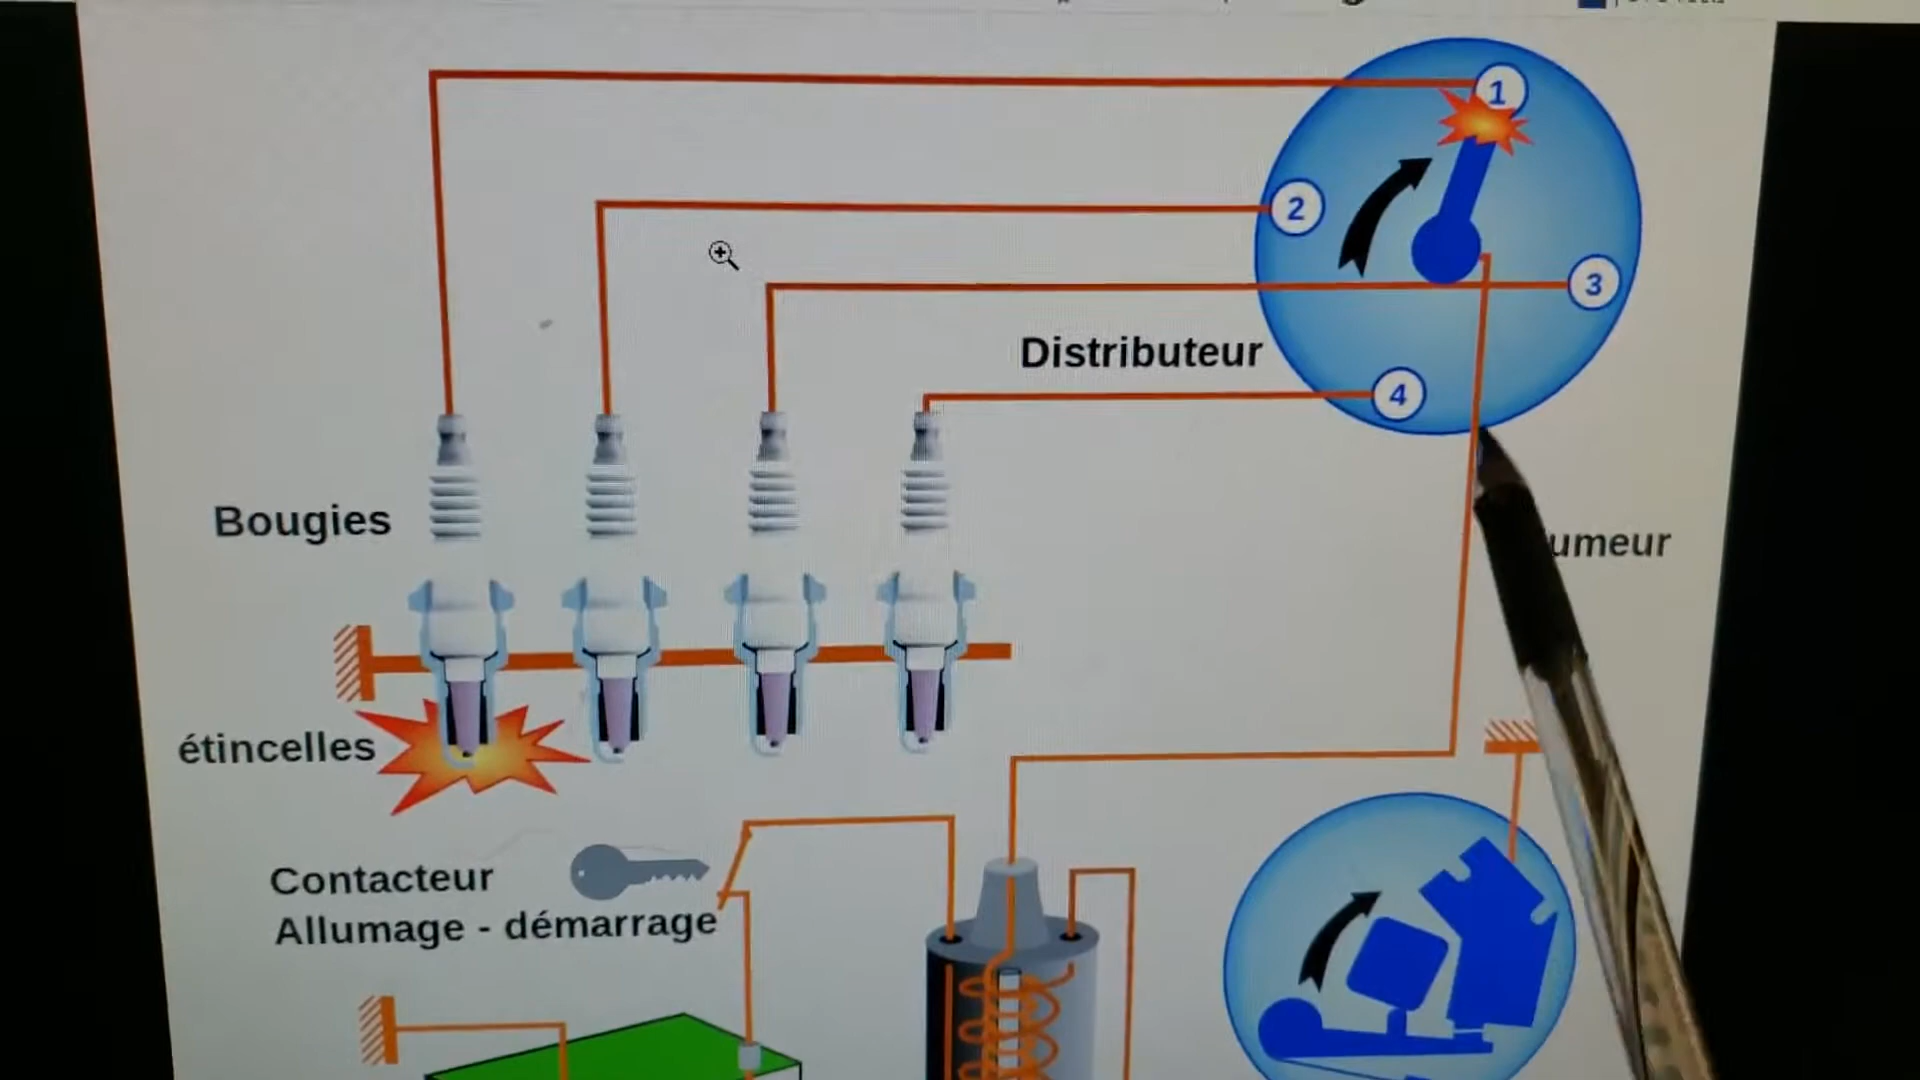 1
2
3
Distributeur
4
Bougies
umeur
étincelles
Contacteur
Allumage - démarrage